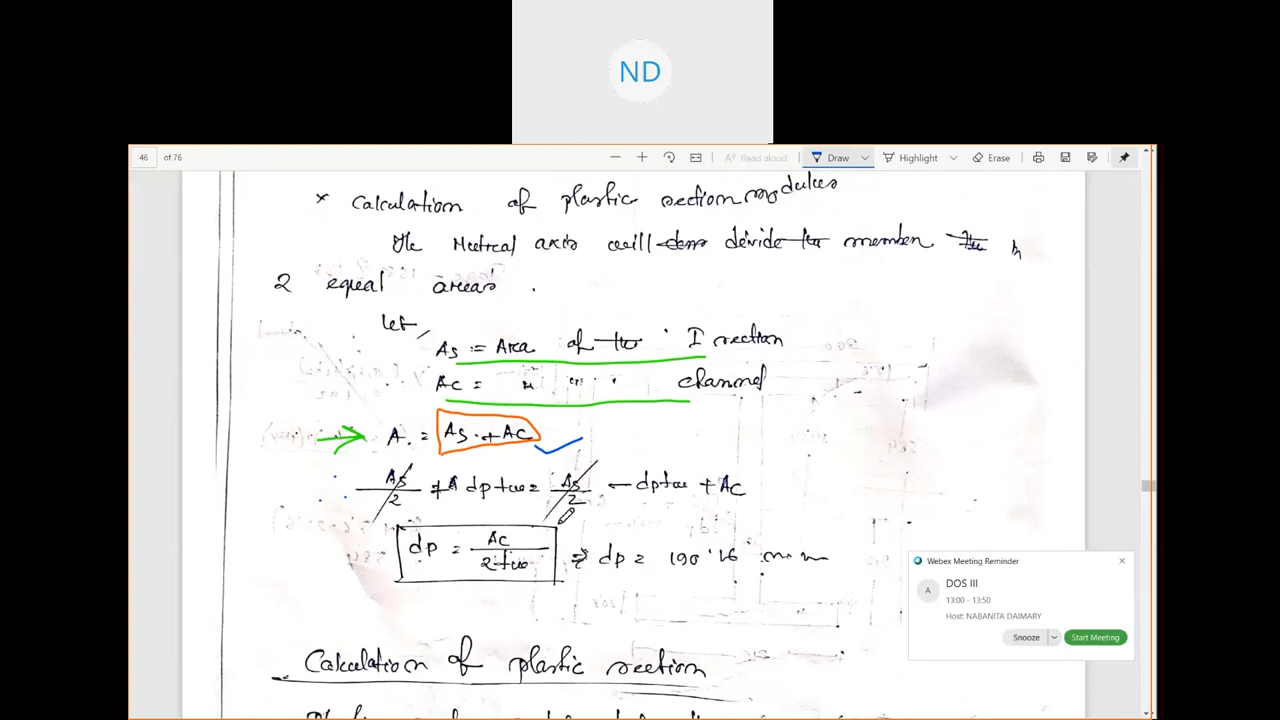 ND
46 of 76
Read aloud Draw Highlight Erase
* Calculation of plastic section modulus
The Neutral axis will divide the member in
2 equal areas.
let,
As := Area of the I section
Ac = " " " channel
A. = As. + Ac
As/2 + dp tw = As/2 - dp tw + Ac
dp = Ac/2tw ⇒ dp = 190.16 mm
Webex Meeting Reminder
A
DOS III
13:00 - 13:50
Host: NABANITA DAIMARY
Snooze Start Meeting
Calculation of plastic section